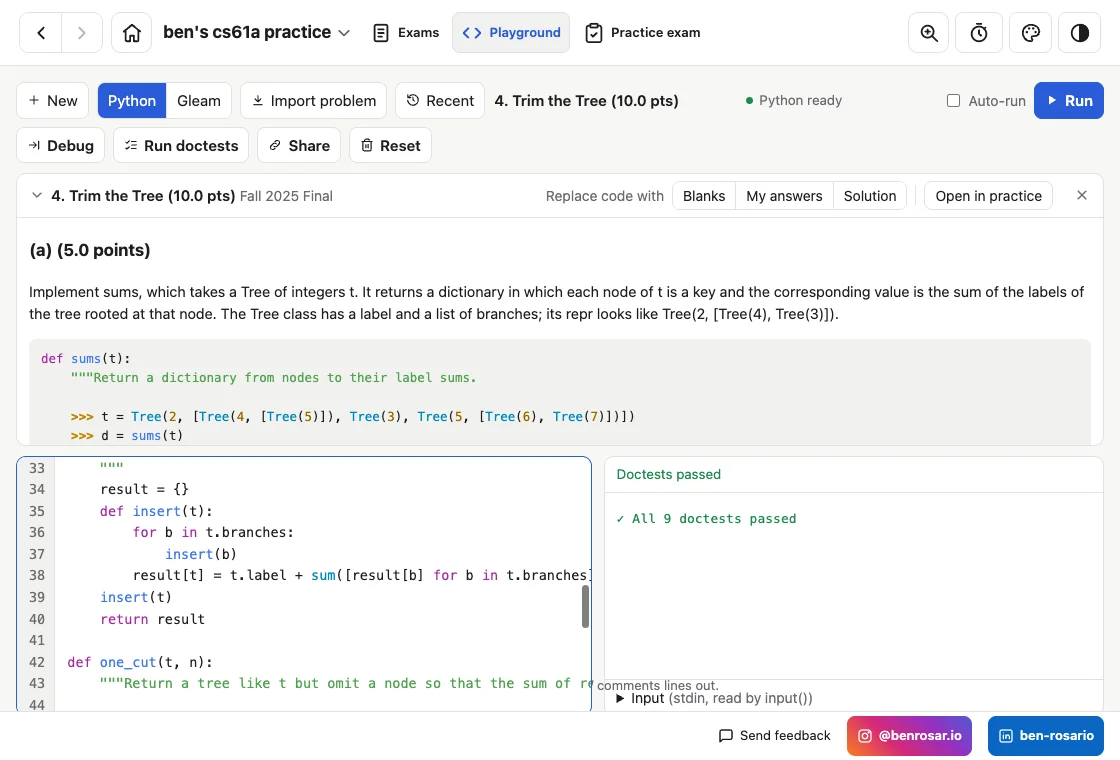 ben's cs61a practice
Exams
Playground
Practice exam
+ New
Python
Gleam
Import problem
Recent
4. Trim the Tree (10.0 pts)
Python ready
Auto-run
Run
Debug
Run doctests
Share
Reset
4. Trim the Tree (10.0 pts) Fall 2025 Final
Replace code with
Blanks
My answers
Solution
Open in practice
(a) (5.0 points)
Implement sums, which takes a Tree of integers t. It returns a dictionary in which each node of t is a key and the corresponding value is the sum of the labels of
the tree rooted at that node. The Tree class has a label and a list of branches; its repr looks like Tree(2, [Tree(4), Tree(3)]).
def sums(t):
    """Return a dictionary from nodes to their label sums.
    >>> t = Tree(2, [Tree(4, [Tree(5)]), Tree(3), Tree(5, [Tree(6), Tree(7)])])
    >>> d = sums(t)
33     """
34     result = {}
35     def insert(t):
36         for b in t.branches:
37             insert(b)
38         result[t] = t.label + sum([result[b] for b in t.branches]
39     insert(t)
40     return result
41
42 def one_cut(t, n):
43     """Return a tree like t but omit a node so that the sum of
44
Doctests passed
✓ All 9 doctests passed
comments lines out.
Input (stdin, read by input())
Send feedback
@benrosar.io
in ben-rosario